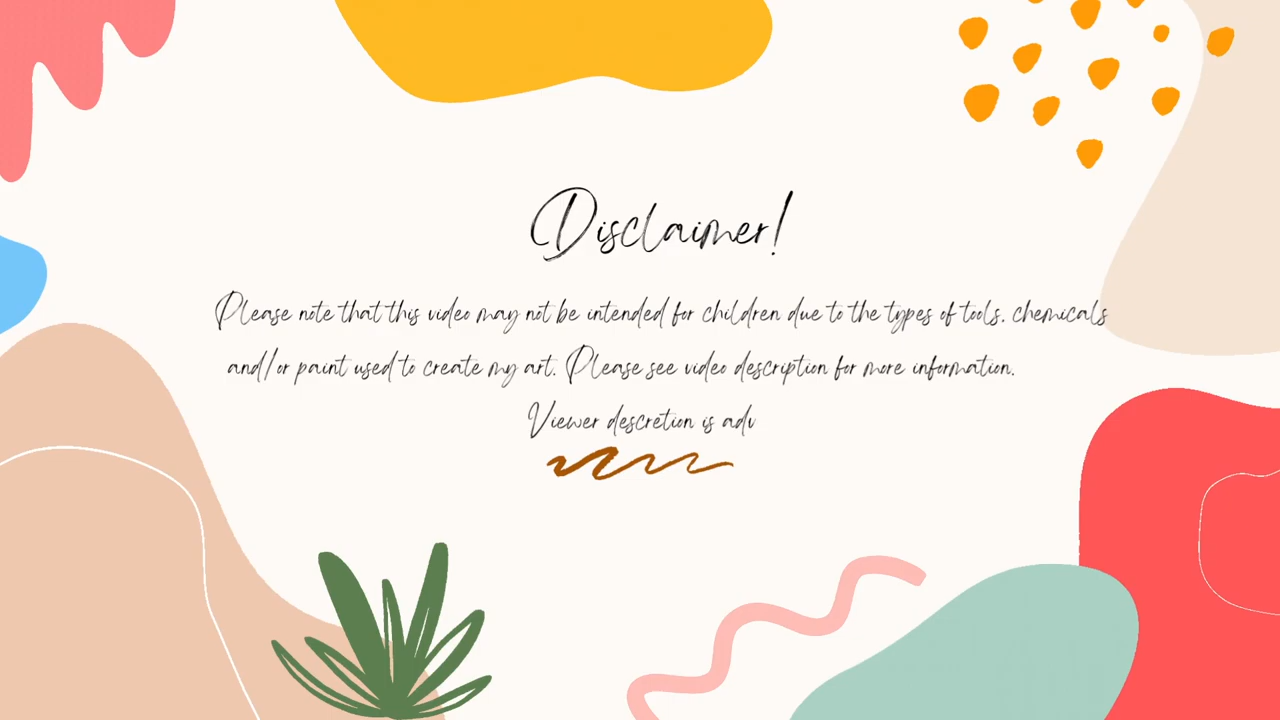 Disclaimer!
Please note that this video may not be intended for children due to the types of tools, chemicals
and/or paint used to create my art. Please see video description for more information.
Viewer descretion is adv